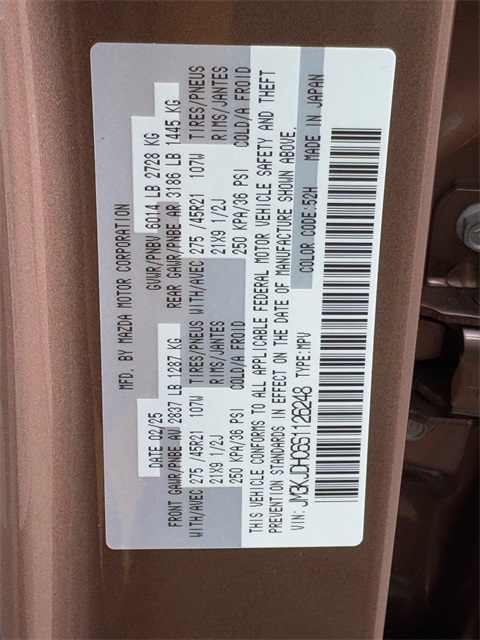 MFD. BY MAZDA MOTOR CORPORATION
DATE 02/25 GVWR/PNBV 6014 LB 2728 KG
FRONT GAWR/PNBE AV 2837 LB 1287 KG REAR GAWR/PNBE AR 3186 LB 1445 KG
WITH/AVEC 275 /45R21 107W TIRES/PNEUS WITH/AVEC 275 /45R21 107W TIRES/PNEUS
21X9 1/2J RIMS/JANTES 21X9 1/2J RIMS/JANTES
250 KPA/36 PSI COLD/A FROID 250 KPA/36 PSI COLD/A FROID
THIS VEHICLE CONFORMS TO ALL APPLICABLE FEDERAL MOTOR VEHICLE SAFETY AND THEFT
PREVENTION STANDARDS IN EFFECT ON THE DATE OF MANUFACTURE SHOWN ABOVE.
VIN: JM3KJDHC6S1126248 TYPE:MPV COLOR CODE:52H MADE IN JAPAN